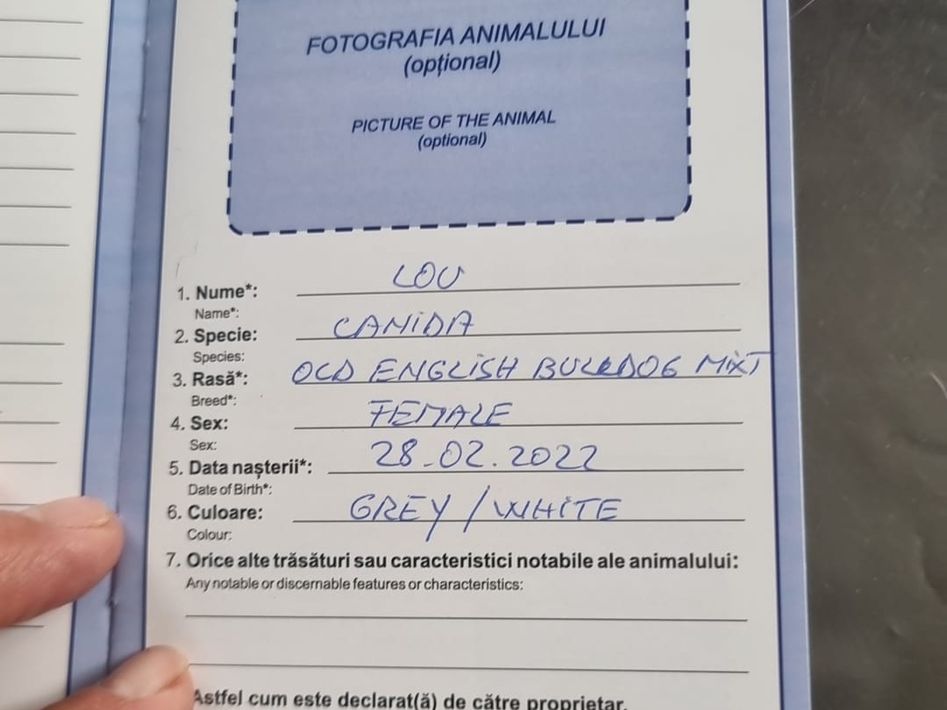 FOTOGRAFIA ANIMALULUI
(opțional)
PICTURE OF THE ANIMAL
(optional)
1. Nume*: LOU
Name*:
2. Specie: CANIDA
Species:
3. Rasă*: OLD ENGLISH BULLDOG MIXT
Breed*:
4. Sex: FEMALE
Sex:
5. Data nașterii*: 28.02.2022
Date of Birth*:
6. Culoare: GREY/WHITE
Colour:
7. Orice alte trăsături sau caracteristici notabile ale animalului:
Any notable or discernable features or characteristics:
Astfel cum este declarat(ă) de către proprietar.